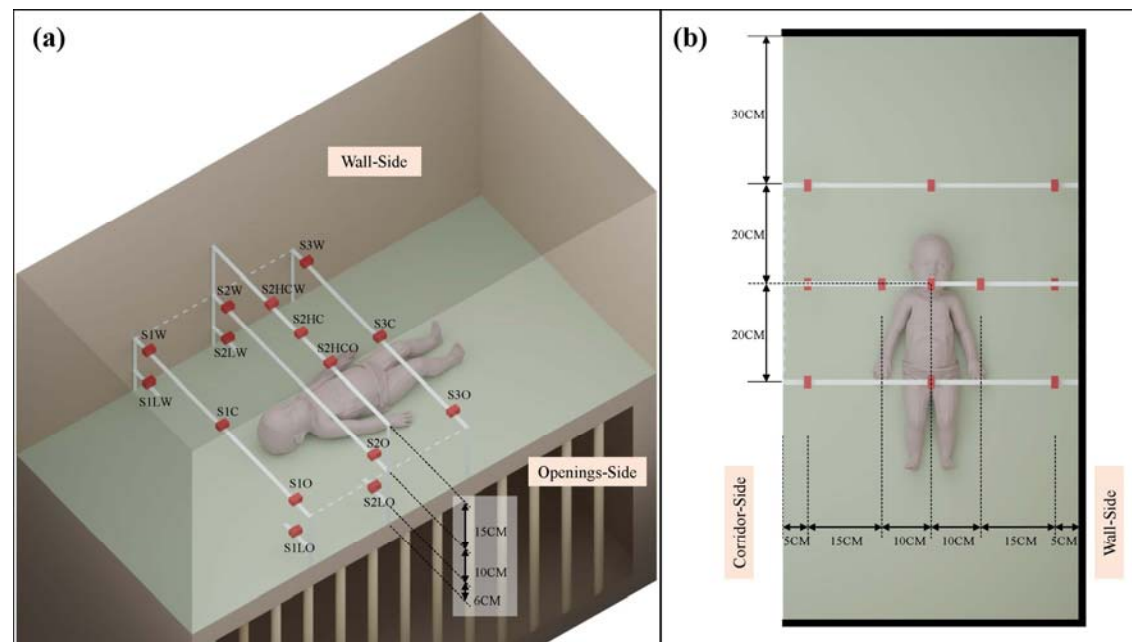 (a)
Wall-Side
S3W
S2W
S2HCW
S1W
S2HC
S3C
S2LW
S2HCO
S1LW
S1C
S3O
S2O
Openings-Side
S1O
S2LO
S1LO
15CM
10CM
6CM
(b)
30CM
20CM
20CM
Corridor-Side
Wall-Side
5CM
15CM
10CM
10CM
15CM
5CM